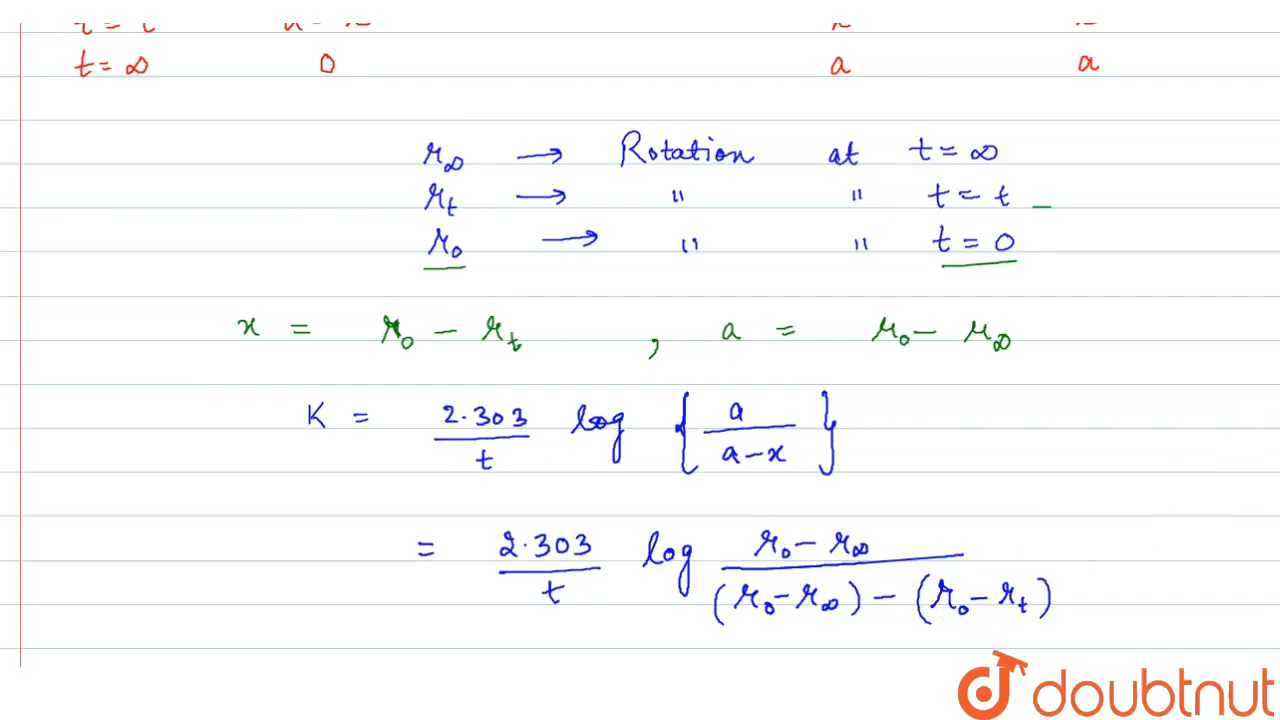 t = ∞ 0 a a
r∞ → Rotation at t = ∞
rt → " " t = t
r0 → " " t = 0
x = r0 − rt , a = r0 − r∞
K = 2.303/t log { a/(a−x) }
= 2.303/t log (r0 − r∞)/((r0 − r∞) − (r0 − rt))
doubtnut